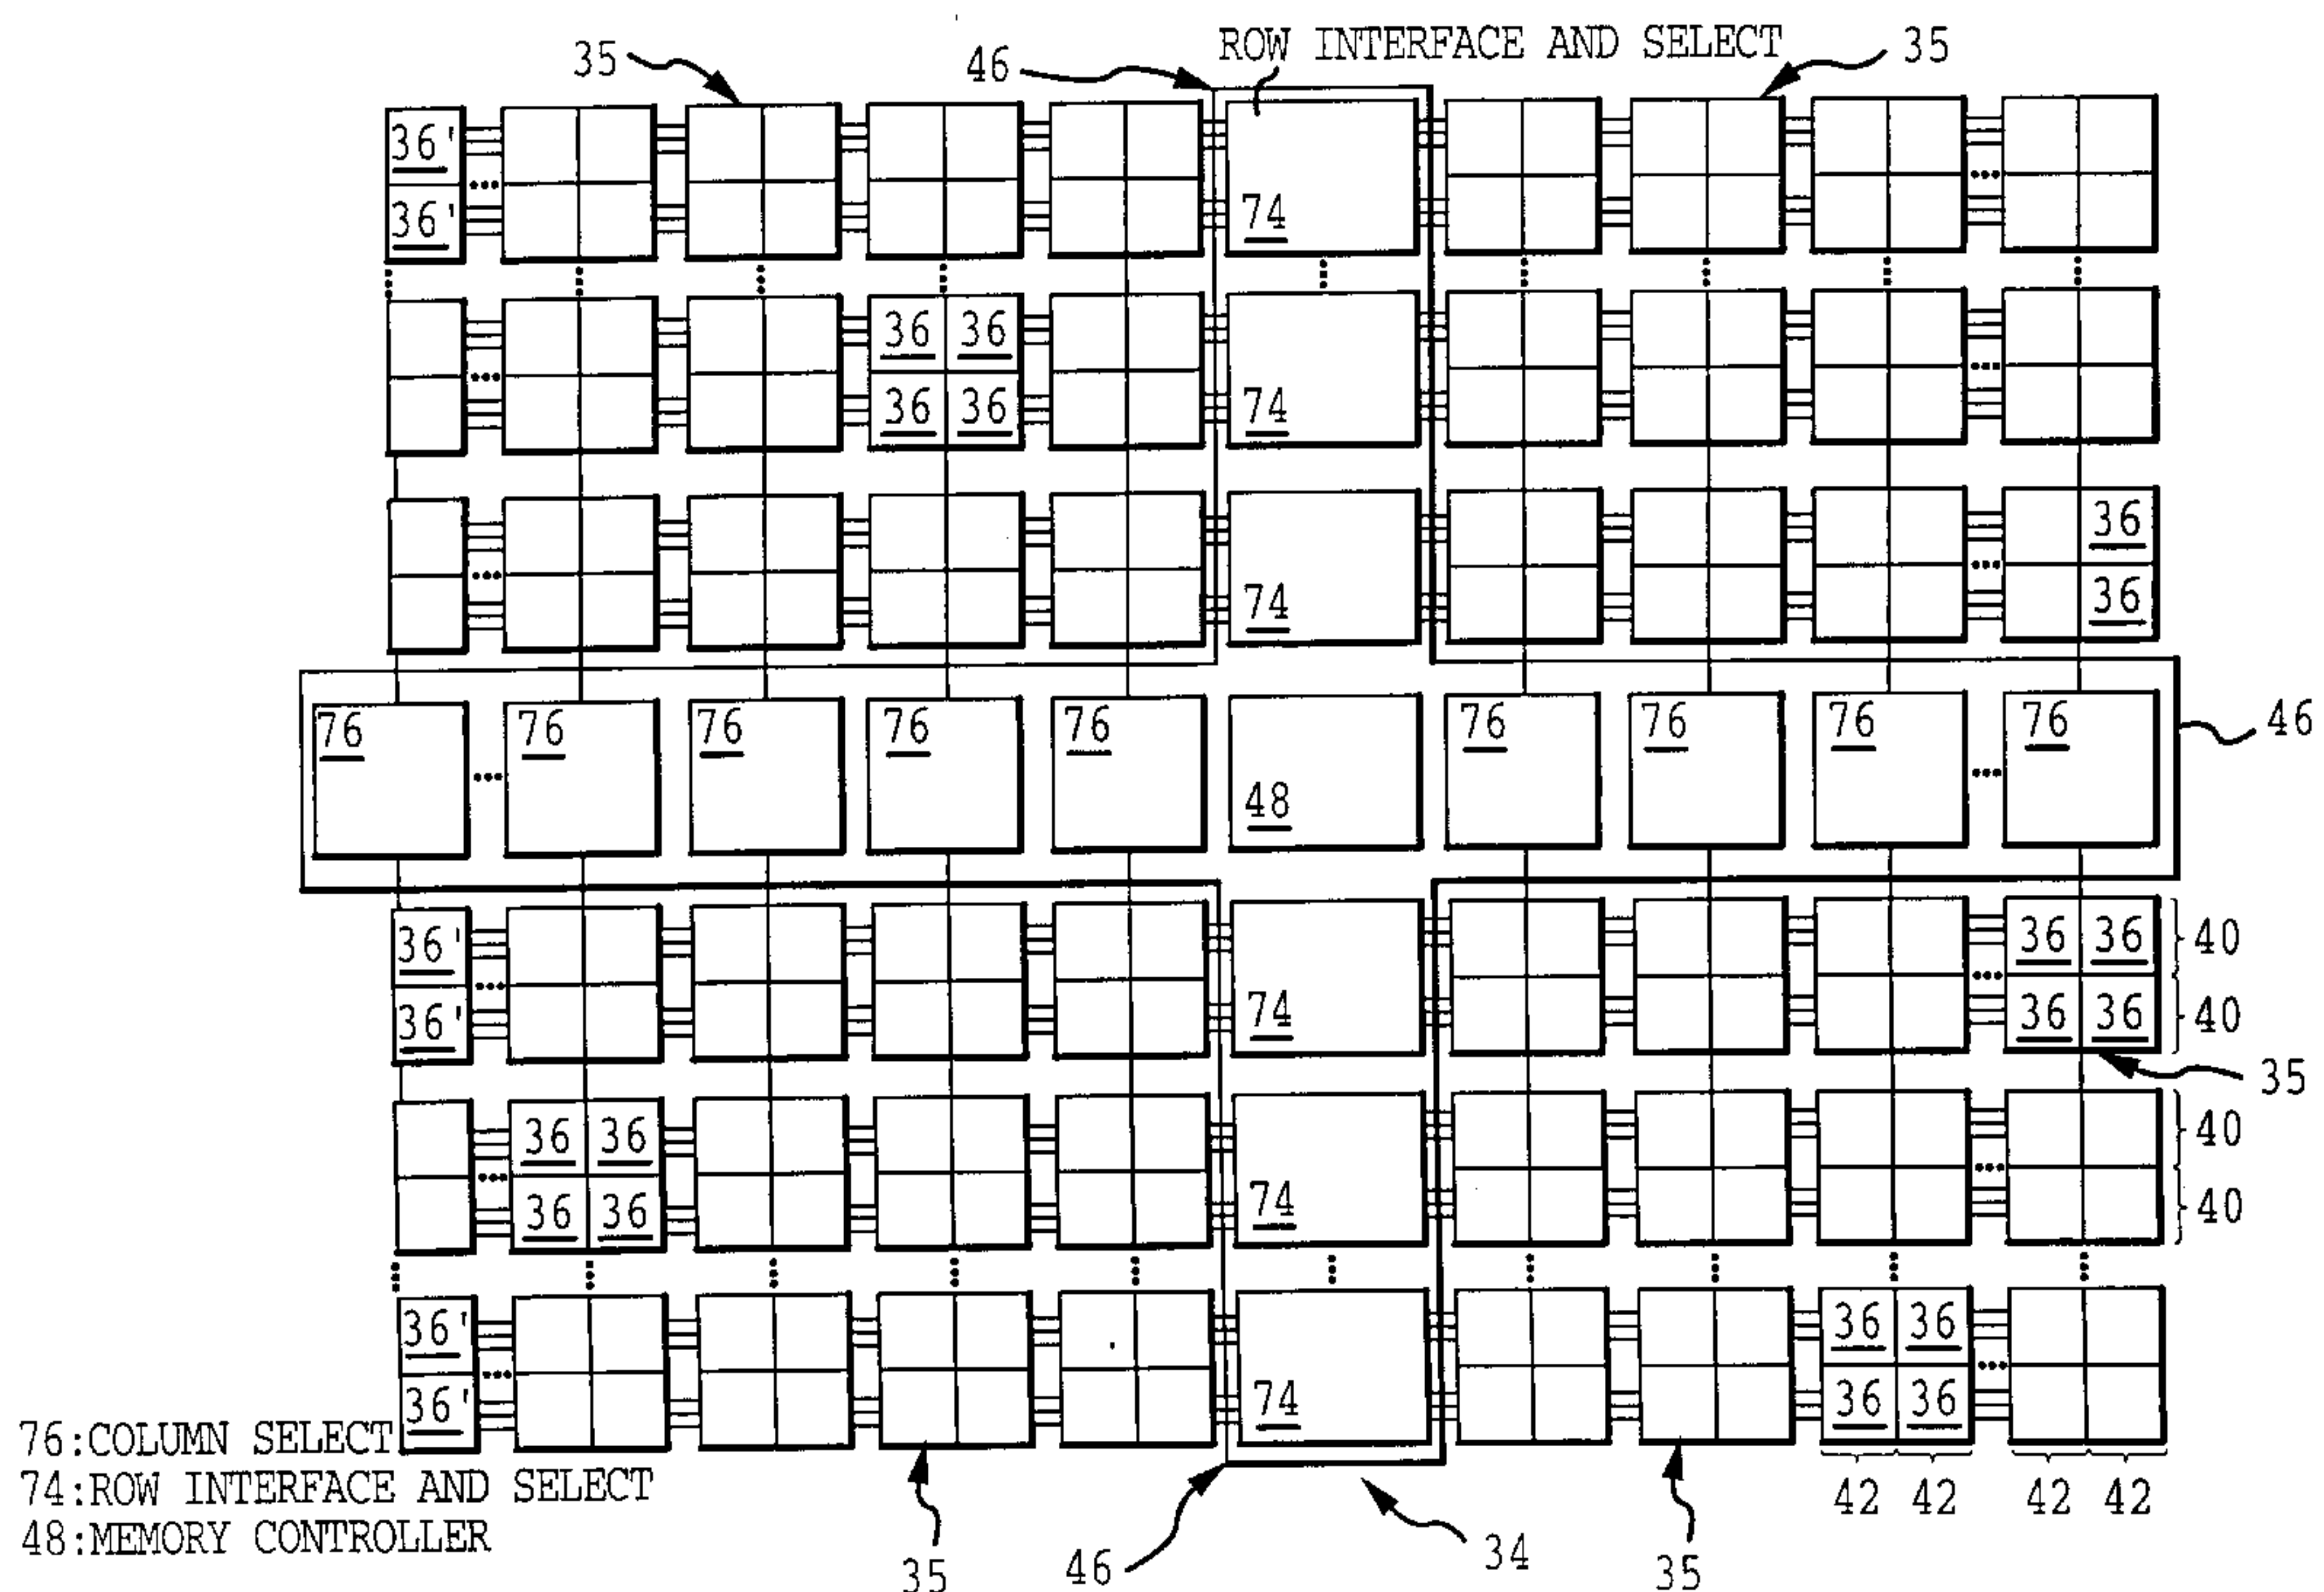 ROW INTERFACE AND SELECT
35 46 35
36'
36' 74
36 36
36 36 74
36
74 36
76 76 76 76 76 76 76 76 76 46
48
36' 36 36 40
36' 74 36 36 40
35
36 36 40
36 36 74 40
36' 36 36
36' 74 36 36
76:COLUMN SELECT
74:ROW INTERFACE AND SELECT
48:MEMORY CONTROLLER
42 42 42 42
35 46 34 35